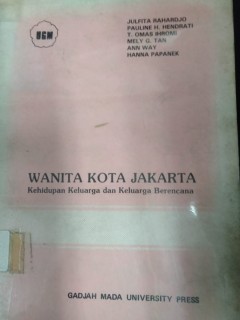 UGM
JULFITA RAHARDJO
PAULINE H. HENDRATI
T. OMAS IHROMI
MELY G. TAN
ANN WAY
HANNA PAPANEK
WANITA KOTA JAKARTA
Kehidupan Keluarga dan Keluarga Berencana
GADJAH MADA UNIVERSITY PRESS